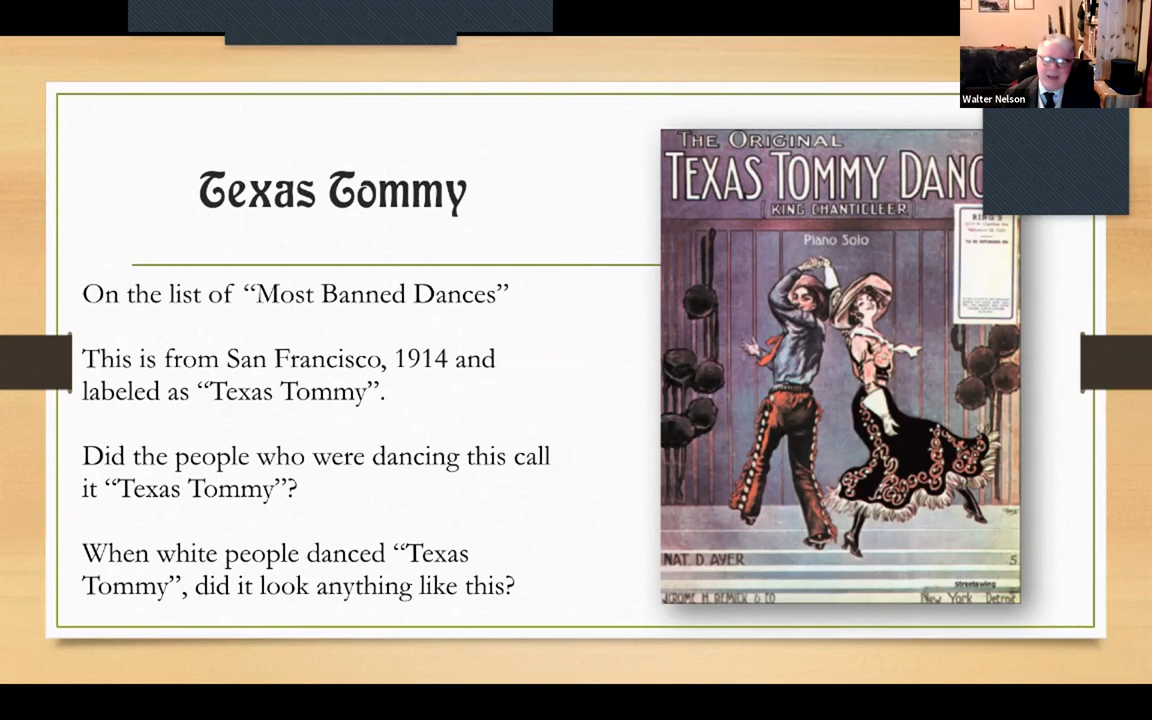 Walter Nelson
Texas Tommy
On the list of “Most Banned Dances”
This is from San Francisco, 1914 and
labeled as “Texas Tommy”.
Did the people who were dancing this call
it “Texas Tommy”?
When white people danced “Texas
Tommy”, did it look anything like this?
THE ORIGINAL
TEXAS TOMMY DANC
[KING CHANTICLEER]
Piano Solo
NAT. D. AYER
5
streetswing
JEROME H. REMICK & CO
New York Detroit